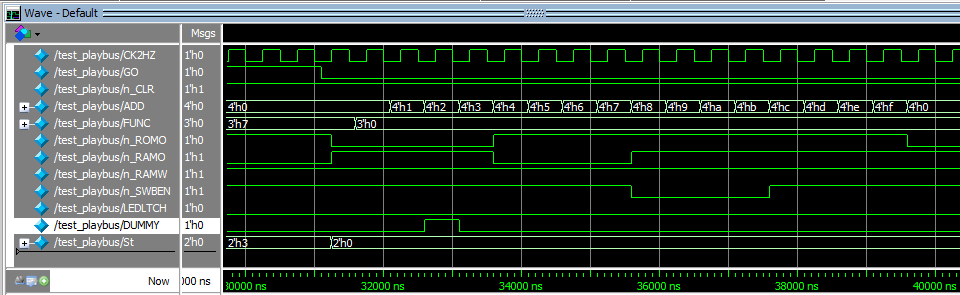 Wave - Default
Msgs
/test_playbus/CK2HZ 1'h0
/test_playbus/GO 1'h0
/test_playbus/n_CLR 1'h1
/test_playbus/ADD 4'h0 4'h0 4'h1 4'h2 4'h3 4'h4 4'h5 4'h6 4'h7 4'h8 4'h9 4'ha 4'hb 4'hc 4'hd 4'he 4'hf 4'h0
/test_playbus/FUNC 3'h0 3'h7 3'h0
/test_playbus/n_ROMO 1'h0
/test_playbus/n_RAMO 1'h1
/test_playbus/n_RAMW 1'h1
/test_playbus/n_SWBEN 1'h1
/test_playbus/LEDLTCH 1'h0
/test_playbus/DUMMY 1'h0
/test_playbus/St 2'h0 2'h3 2'h0
Now 000 ns 30000 ns 32000 ns 34000 ns 36000 ns 38000 ns 40000 ns